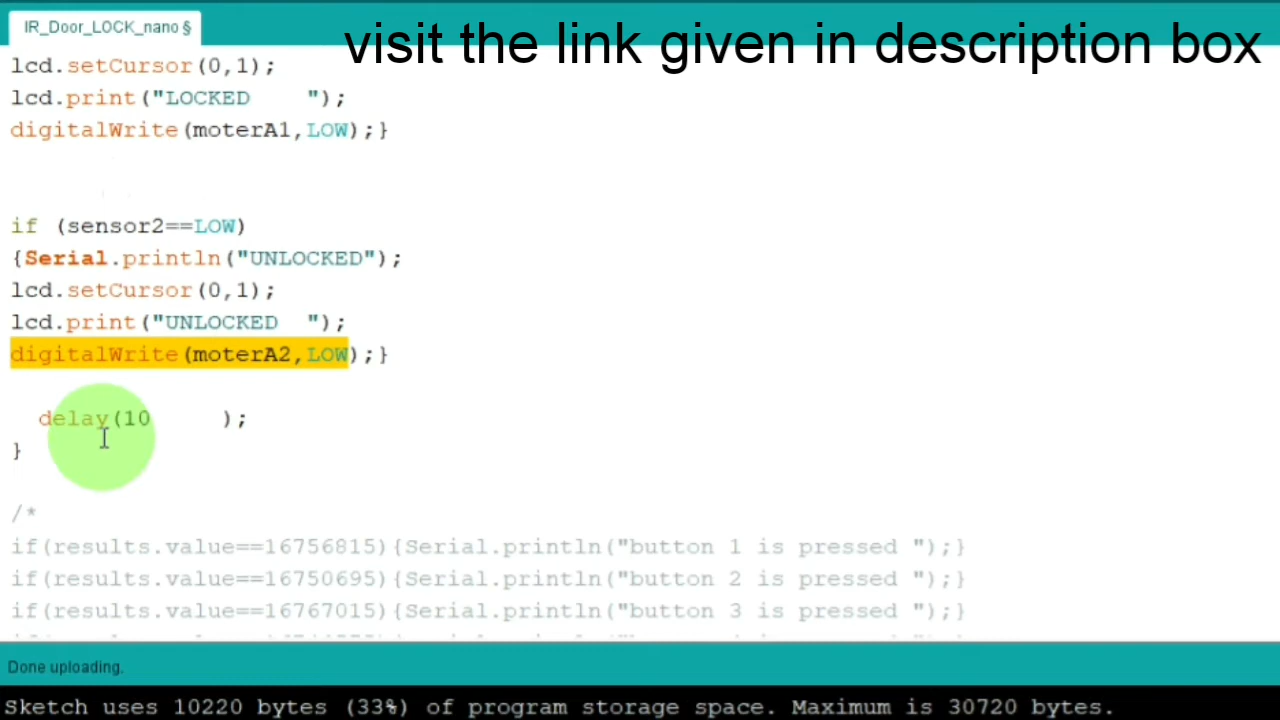 IR_Door_LOCK_nano §
visit the link given in description box
lcd.setCursor(0,1);
lcd.print("LOCKED    ");
digitalWrite(moterA1,LOW);}
if (sensor2==LOW)
{Serial.println("UNLOCKED");
lcd.setCursor(0,1);
lcd.print("UNLOCKED  ");
digitalWrite(moterA2,LOW);}
delay(10     );
}
/*
if(results.value==16756815){Serial.println("button 1 is pressed ");}
if(results.value==16750695){Serial.println("button 2 is pressed ");}
if(results.value==16767015){Serial.println("button 3 is pressed ");}
Done uploading.
Sketch uses 10220 bytes (33%) of program storage space. Maximum is 30720 bytes.